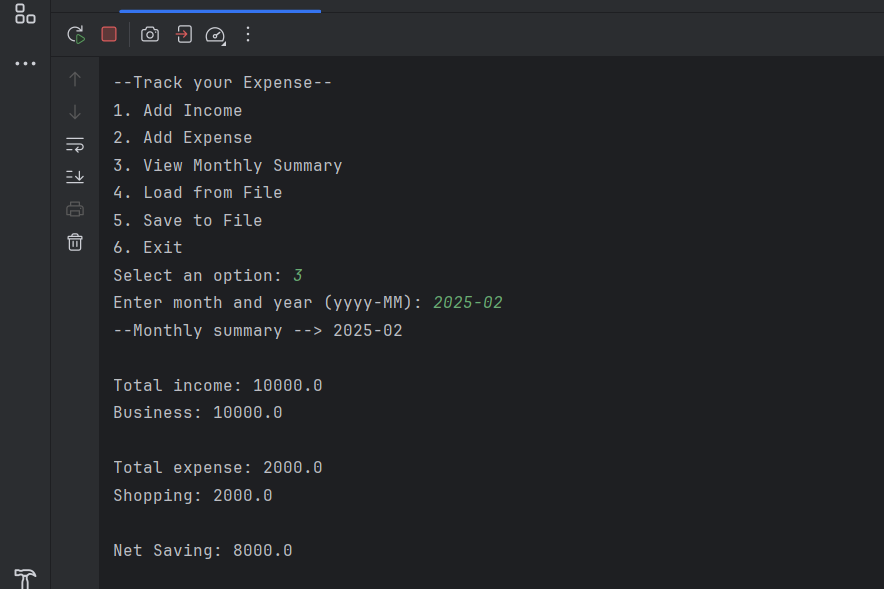 --Track your Expense--
1. Add Income
2. Add Expense
3. View Monthly Summary
4. Load from File
5. Save to File
6. Exit
Select an option: 3
Enter month and year (yyyy-MM): 2025-02
--Monthly summary --> 2025-02
Total income: 10000.0
Business: 10000.0
Total expense: 2000.0
Shopping: 2000.0
Net Saving: 8000.0